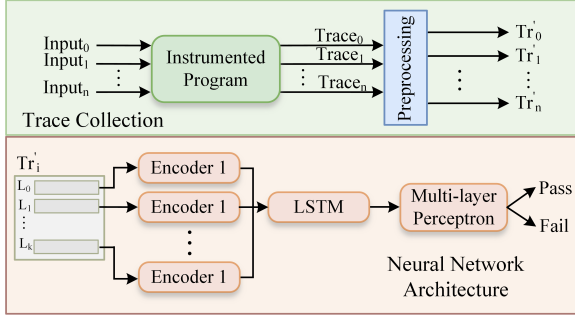 Input0
Input1
⋮
Inputn
Instrumented
Program
Trace0
Trace1
⋮
Tracen
Preprocessing
Tr'0
Tr'1
⋮
Tr'n
Trace Collection
Tr'i
L0
L1
⋮
Lk
Encoder 1
Encoder 1
⋮
Encoder 1
LSTM
Multi-layer
Perceptron
Pass
Fail
Neural Network
Architecture